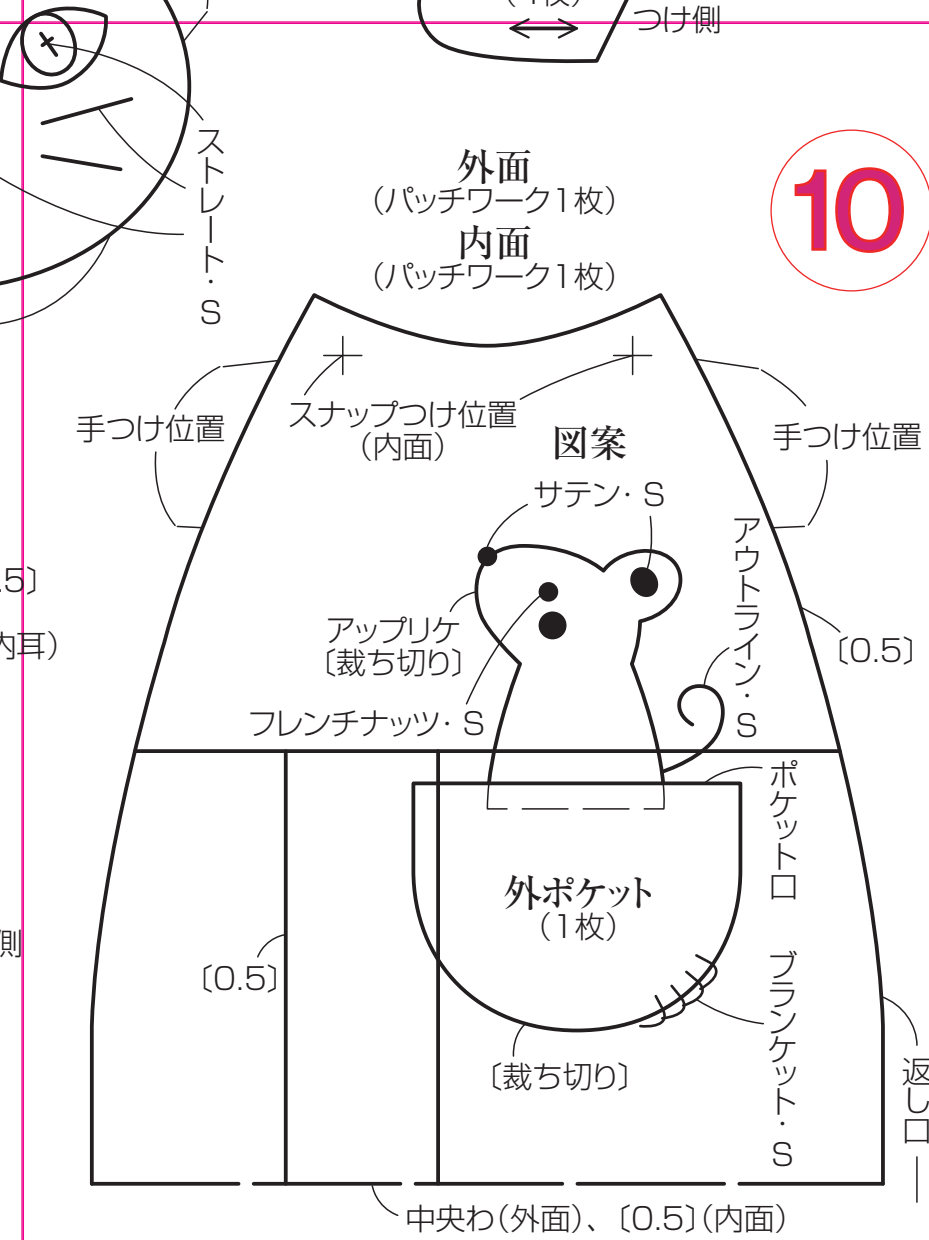 （1枚）
つけ側
ストレート・S
外面
（パッチワーク1枚）
内面
（パッチワーク1枚）
10
手つけ位置
スナップつけ位置
（内面）
図案
手つけ位置
サテン・S
アウトライン・S
.5〕
内耳）
アップリケ
〔裁ち切り〕
〔0.5〕
フレンチナッツ・S
ポケット口
外ポケット
（1枚）
側
〔0.5〕
ブランケット・S
〔裁ち切り〕
返し口
中央わ（外面）、〔0.5〕（内面）